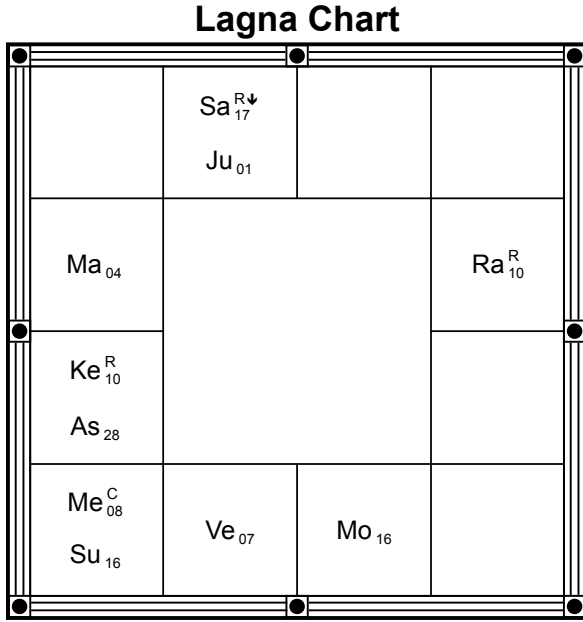 Lagna Chart
Sa R↓ 17
Ju 01
Ma 04
Ra R 10
Ke R 10
As 28
Me C 08
Su 16
Ve 07
Mo 16